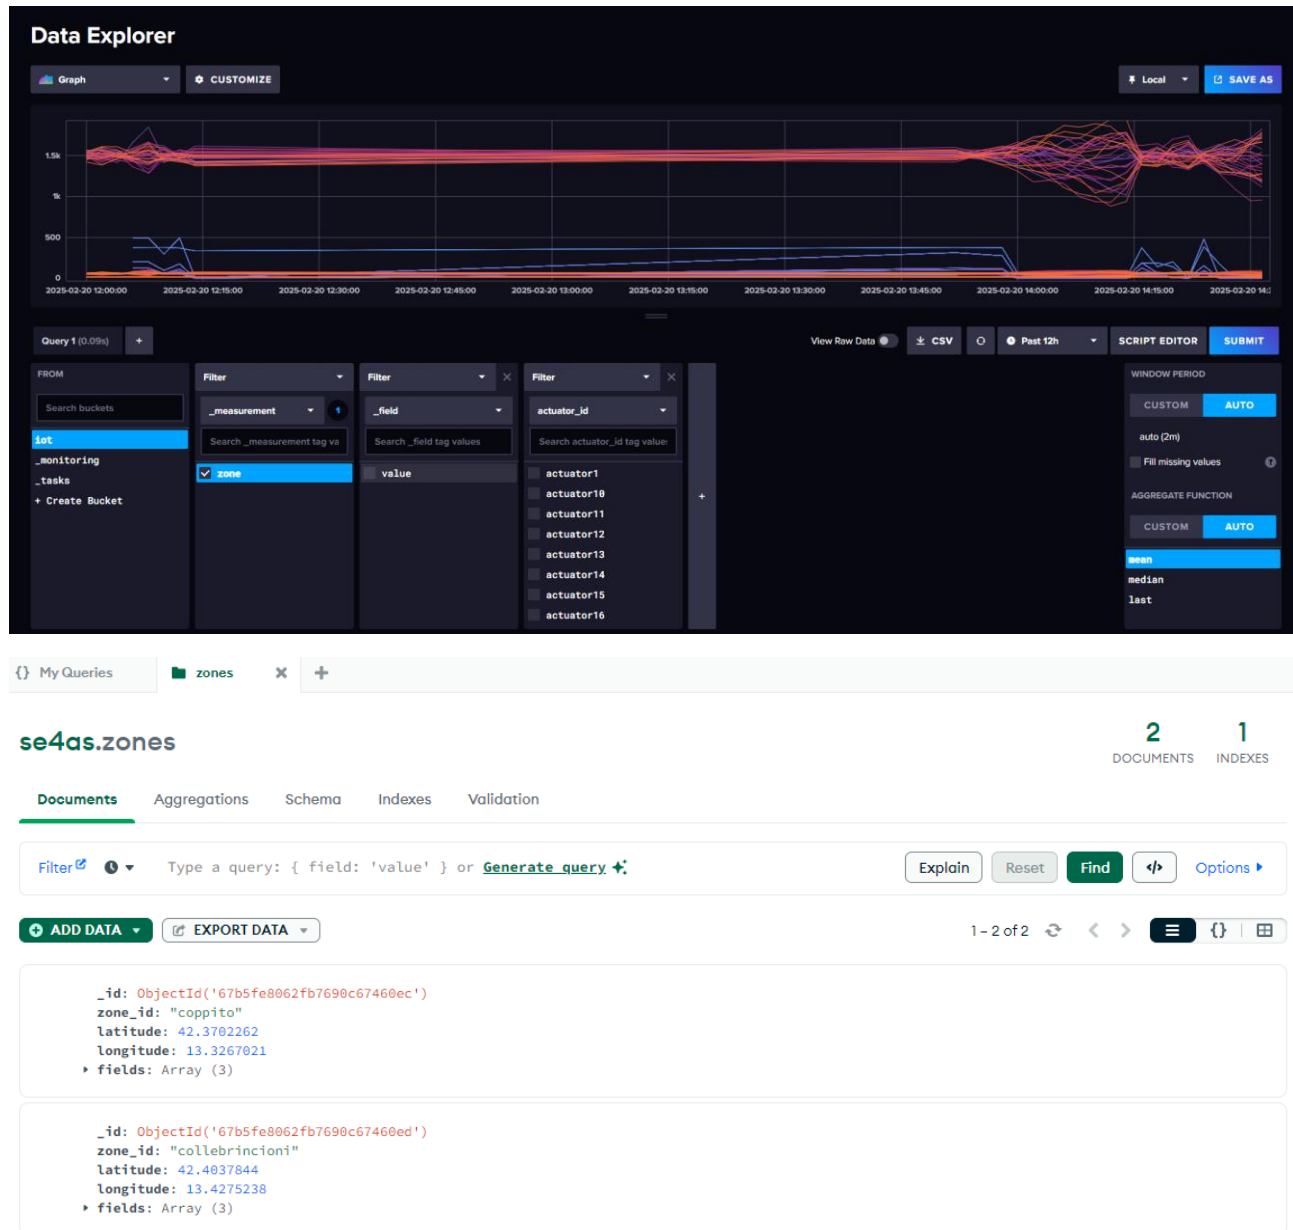 Data Explorer
Graph
CUSTOMIZE
Local
SAVE AS
1.5k
1k
500
0
2025-02-20 12:00:00 2025-02-20 12:15:00 2025-02-20 12:30:00 2025-02-20 12:45:00 2025-02-20 13:00:00 2025-02-20 13:15:00 2025-02-20 13:30:00 2025-02-20 13:45:00 2025-02-20 14:00:00 2025-02-20 14:15:00 2025-02-20 14:
Query 1 (0.09s) +
View Raw Data CSV Past 12h SCRIPT EDITOR SUBMIT
FROM
Search buckets
iot
_monitoring
_tasks
+ Create Bucket
Filter
_measurement 1
Search _measurement tag va
zone
Filter
_field
Search _field tag values
value
Filter
actuator_id
Search actuator_id tag value
actuator1
actuator10
actuator11
actuator12
actuator13
actuator14
actuator15
actuator16
+
WINDOW PERIOD
CUSTOM AUTO
auto (2m)
Fill missing values
AGGREGATE FUNCTION
CUSTOM AUTO
mean
median
last
{} My Queries zones
se4as.zones
2 1
DOCUMENTS INDEXES
Documents Aggregations Schema Indexes Validation
Filter Type a query: { field: 'value' } or Generate query Explain Reset Find </> Options
ADD DATA EXPORT DATA 1 – 2 of 2 {}
_id: ObjectId('67b5fe8062fb7690c67460ec')
zone_id: "coppito"
latitude: 42.3702262
longitude: 13.3267021
fields: Array (3)
_id: ObjectId('67b5fe8062fb7690c67460ed')
zone_id: "collebrincioni"
latitude: 42.4037844
longitude: 13.4275238
fields: Array (3)